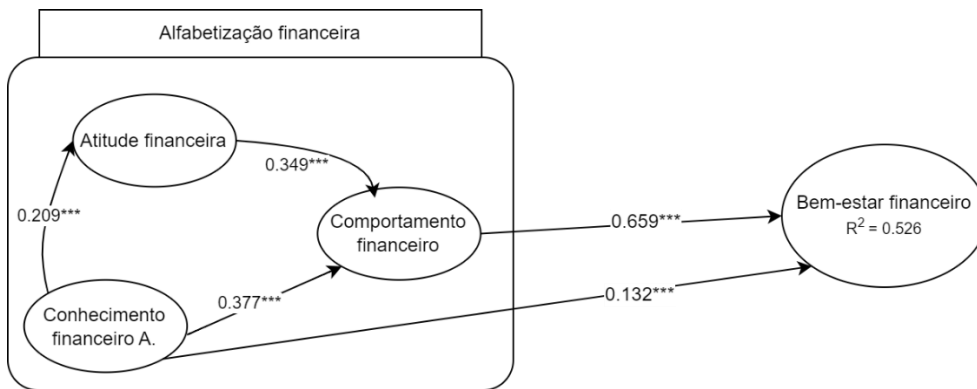 Alfabetização financeira
Atitude financeira
0.349***
0.209***
Comportamento
financeiro
0.659***
Bem-estar financeiro
R² = 0.526
0.377***
0.132***
Conhecimento
financeiro A.